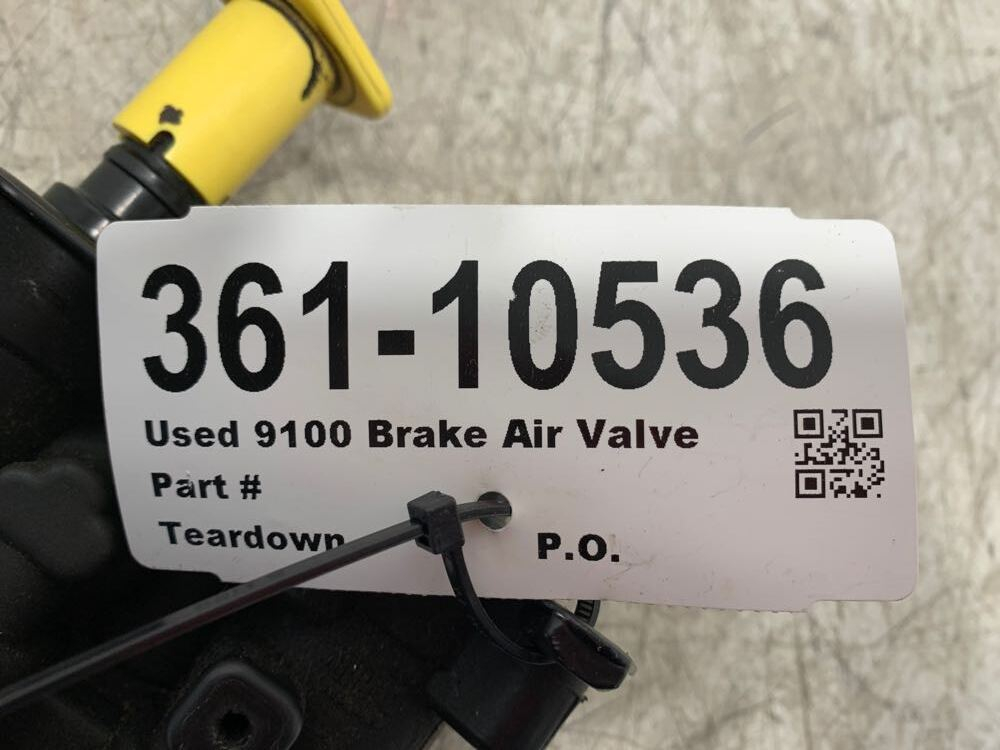 361-10536
Used 9100 Brake Air Valve
Part #
Teardown
P.O.